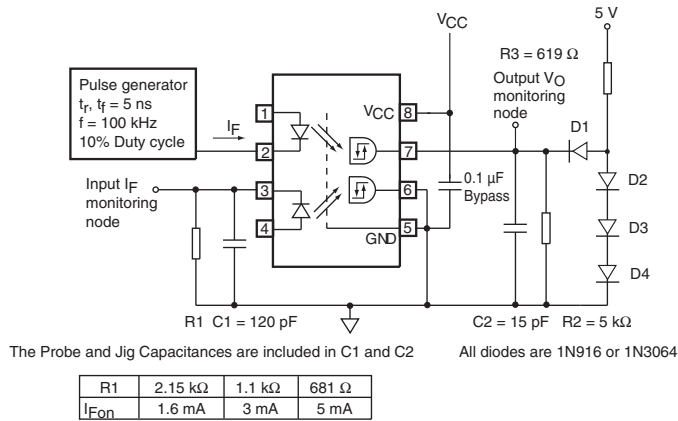 VCC
5 V
R3 = 619 Ω
Output VO
monitoring
node
D1
Pulse generator
tr, tf = 5 ns
f = 100 kHz
10% Duty cycle
IF
1
2
3
4
VCC
8
7
6
5
GND
0.1 µF
Bypass
D2
D3
D4
Input IF
monitoring
node
R1 C1 = 120 pF
C2 = 15 pF R2 = 5 kΩ
The Probe and Jig Capacitances are included in C1 and C2
All diodes are 1N916 or 1N3064
R1 2.15 kΩ 1.1 kΩ 681 Ω
IFon 1.6 mA 3 mA 5 mA